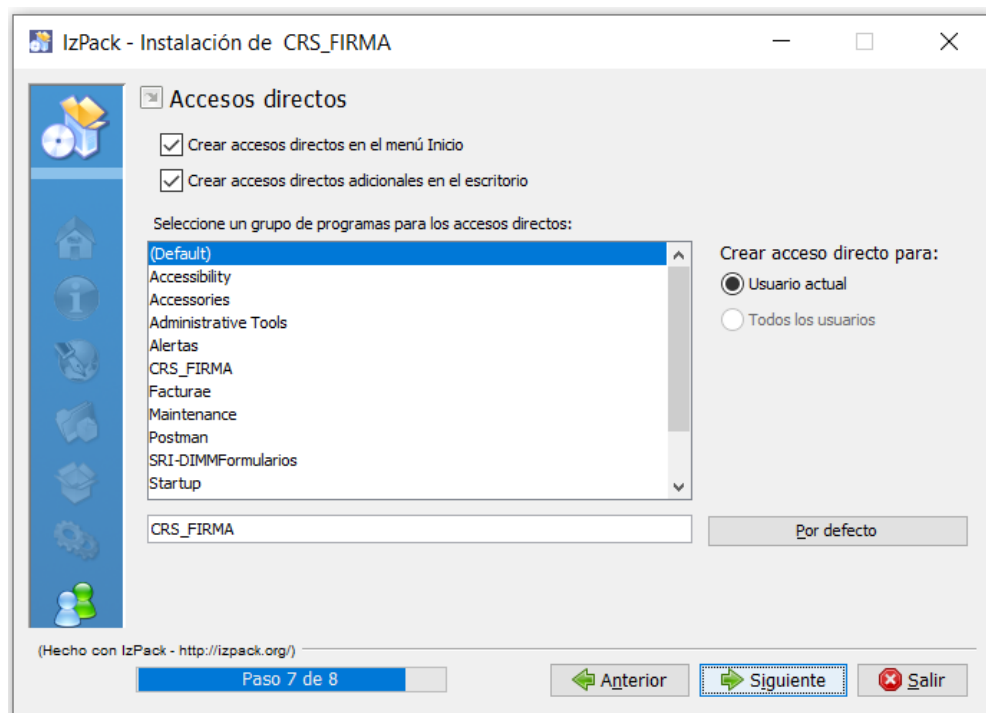 IzPack - Instalación de CRS_FIRMA
Accesos directos
Crear accesos directos en el menú Inicio
Crear accesos directos adicionales en el escritorio
Seleccione un grupo de programas para los accesos directos:
(Default)
Accessibility
Accessories
Administrative Tools
Alertas
CRS_FIRMA
Facturae
Maintenance
Postman
SRI-DIMMFormularios
Startup
CRS_FIRMA
Crear acceso directo para:
Usuario actual
Todos los usuarios
Por defecto
(Hecho con IzPack - http://izpack.org/)
Paso 7 de 8
Anterior
Siguiente
Salir